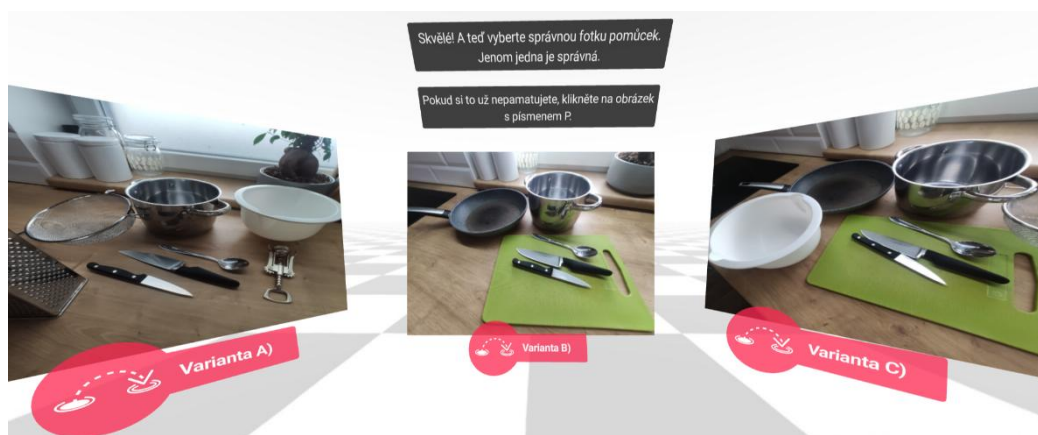 Skvělé! A teď vyberte správnou fotku pomůcek.
Jenom jedna je správná.
Pokud si to už nepamatujete, klikněte na obrázek
s písmenem P.
Varianta A)
Varianta B)
Varianta C)